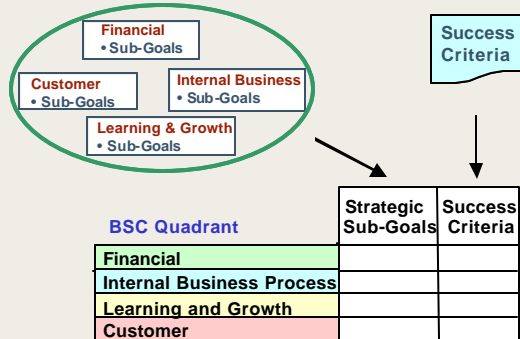 Financial
• Sub-Goals
Customer
• Sub-Goals
Internal Business
• Sub-Goals
Learning & Growth
• Sub-Goals
Success
Criteria
BSC Quadrant
Strategic
Sub-Goals
Success
Criteria
Financial
Internal Business Process
Learning and Growth
Customer